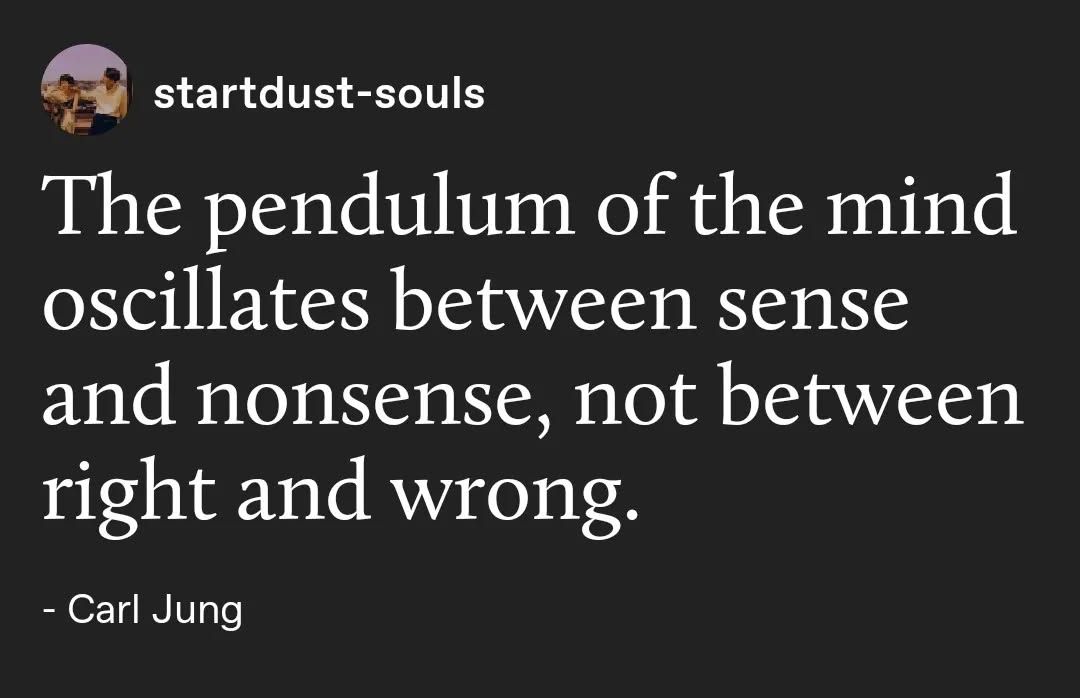 startdust-souls
The pendulum of the mind
oscillates between sense
and nonsense, not between
right and wrong.
- Carl Jung